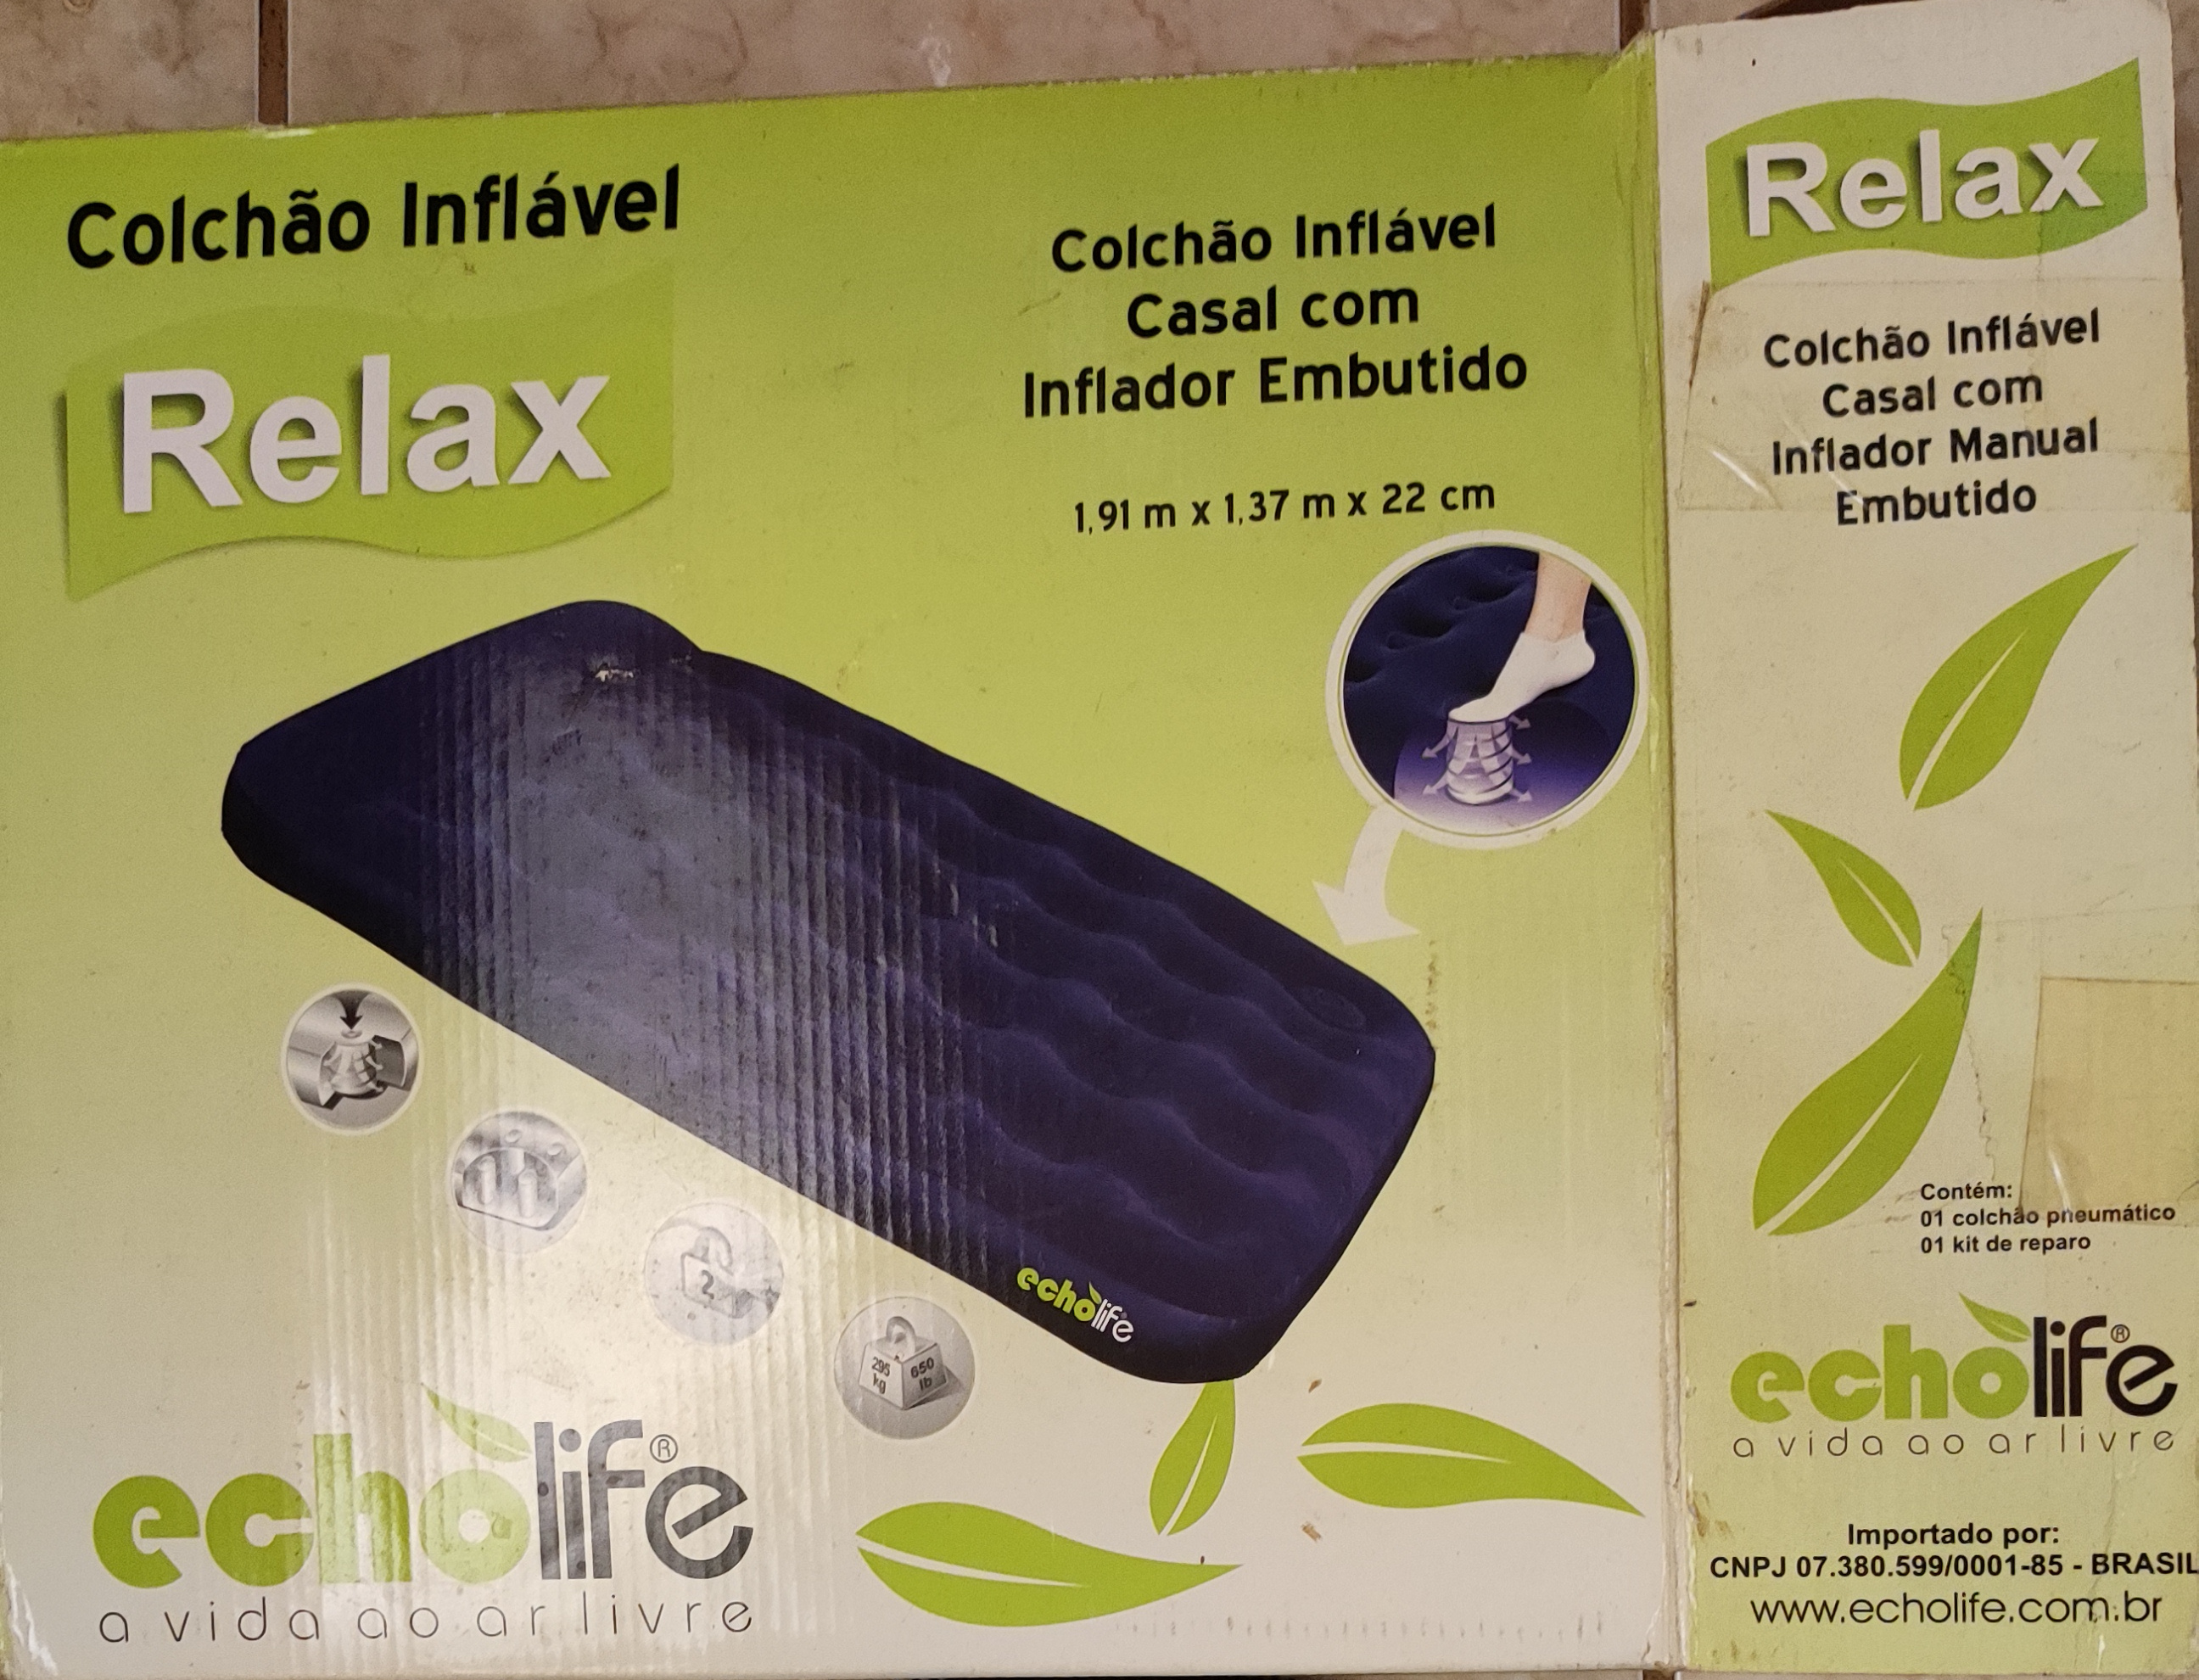 Colchão Inflável
Relax
Colchão Inflável
Casal com
Inflador Embutido
1,91 m x 1,37 m x 22 cm
2
295
kg
650
lb
echolife
echolife®
a vida ao ar livre
Relax
Colchão Inflável
Casal com
Inflador Manual
Embutido
Contém:
01 colchão pneumático
01 kit de reparo
echolife®
a vida ao ar livre
Importado por:
CNPJ 07.380.599/0001-85 - BRASIL
www.echolife.com.br